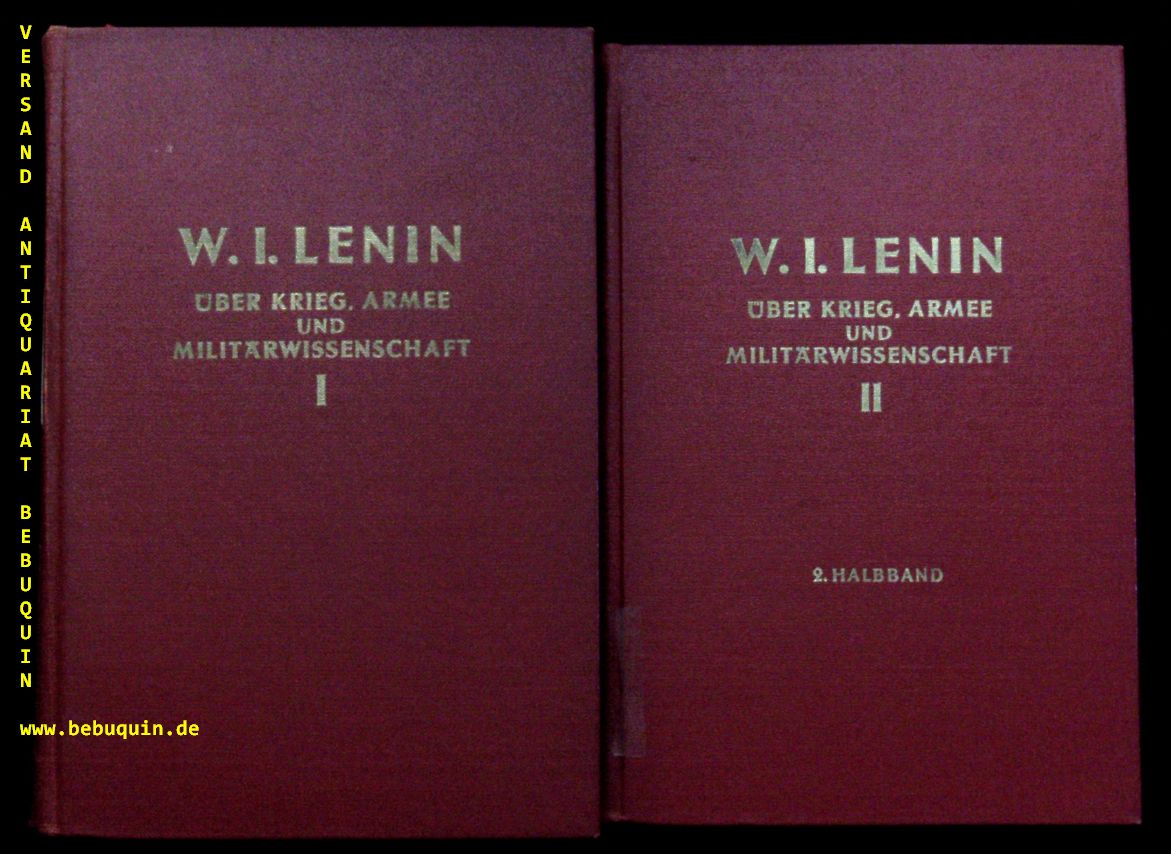 VERSAND ANTIQUARIAT BEBUQUIN
www.bebuquin.de
W. I. LENIN
ÜBER KRIEG, ARMEE
UND
MILITÄRWISSENSCHAFT
I
W. I. LENIN
ÜBER KRIEG, ARMEE
UND
MILITÄRWISSENSCHAFT
II
2. HALBBAND